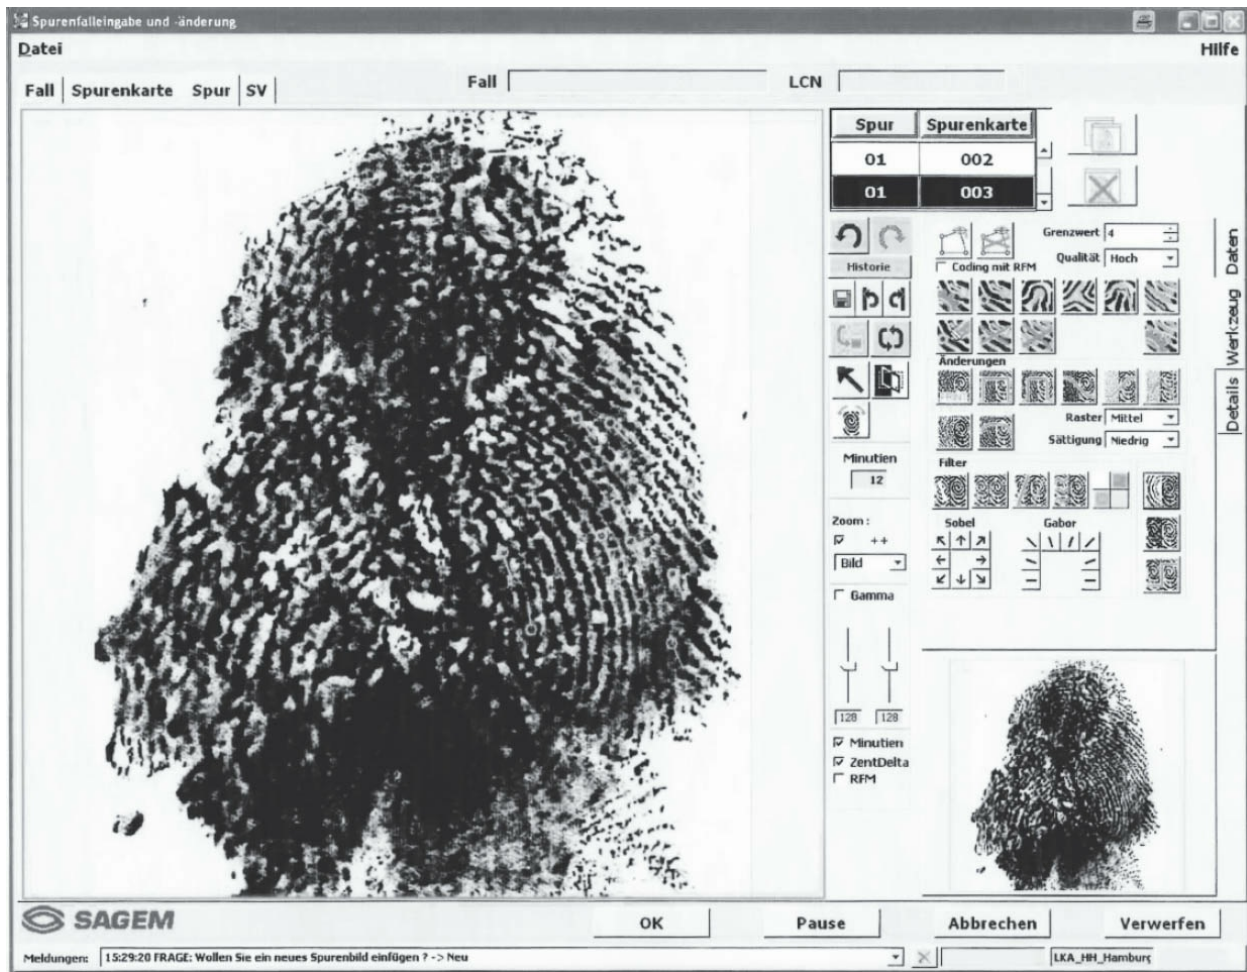 Spurenfalleingabe und -änderung
Datei Hilfe
Fall LCN
Fall Spurenkarte Spur SV
Spur Spurenkarte
01 002
01 003
Grenzwert 4
Qualität Hoch
Historie
Coding mit RFM
Änderungen
Raster Mittel
Sättigung Niedrig
Minutien
12
Filter
Zoom :
++
Sobel Gabor
Bild
Gamma
128 128
Minutien
ZentDelta
RFM
Daten
Werkzeug
Details
SAGEM
OK Pause Abbrechen Verwerfen
Meldungen: 15:29:20 FRAGE: Wollen Sie ein neues Spurenbild einfügen ? -> Neu
LKA_HH_Hamburg